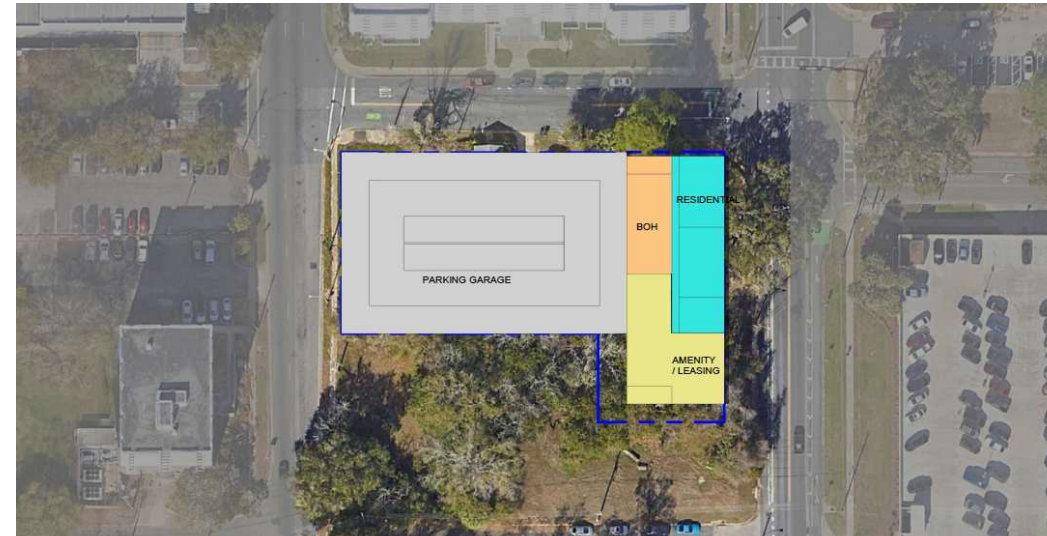 RESIDENTIAL
BOH
PARKING GARAGE
AMENITY
/ LEASING